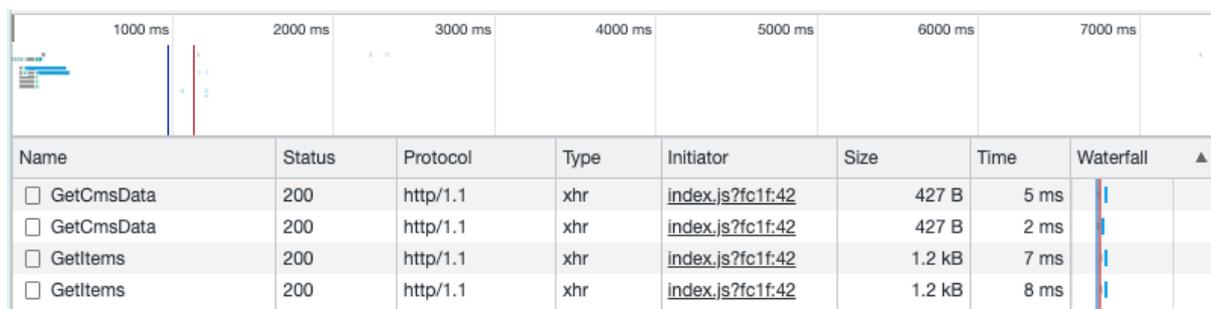 1000 ms 2000 ms 3000 ms 4000 ms 5000 ms 6000 ms 7000 ms
Name Status Protocol Type Initiator Size Time Waterfall ▲
GetCmsData 200 http/1.1 xhr index.js?fc1f:42 427 B 5 ms
GetCmsData 200 http/1.1 xhr index.js?fc1f:42 427 B 2 ms
GetItems 200 http/1.1 xhr index.js?fc1f:42 1.2 kB 7 ms
GetItems 200 http/1.1 xhr index.js?fc1f:42 1.2 kB 8 ms